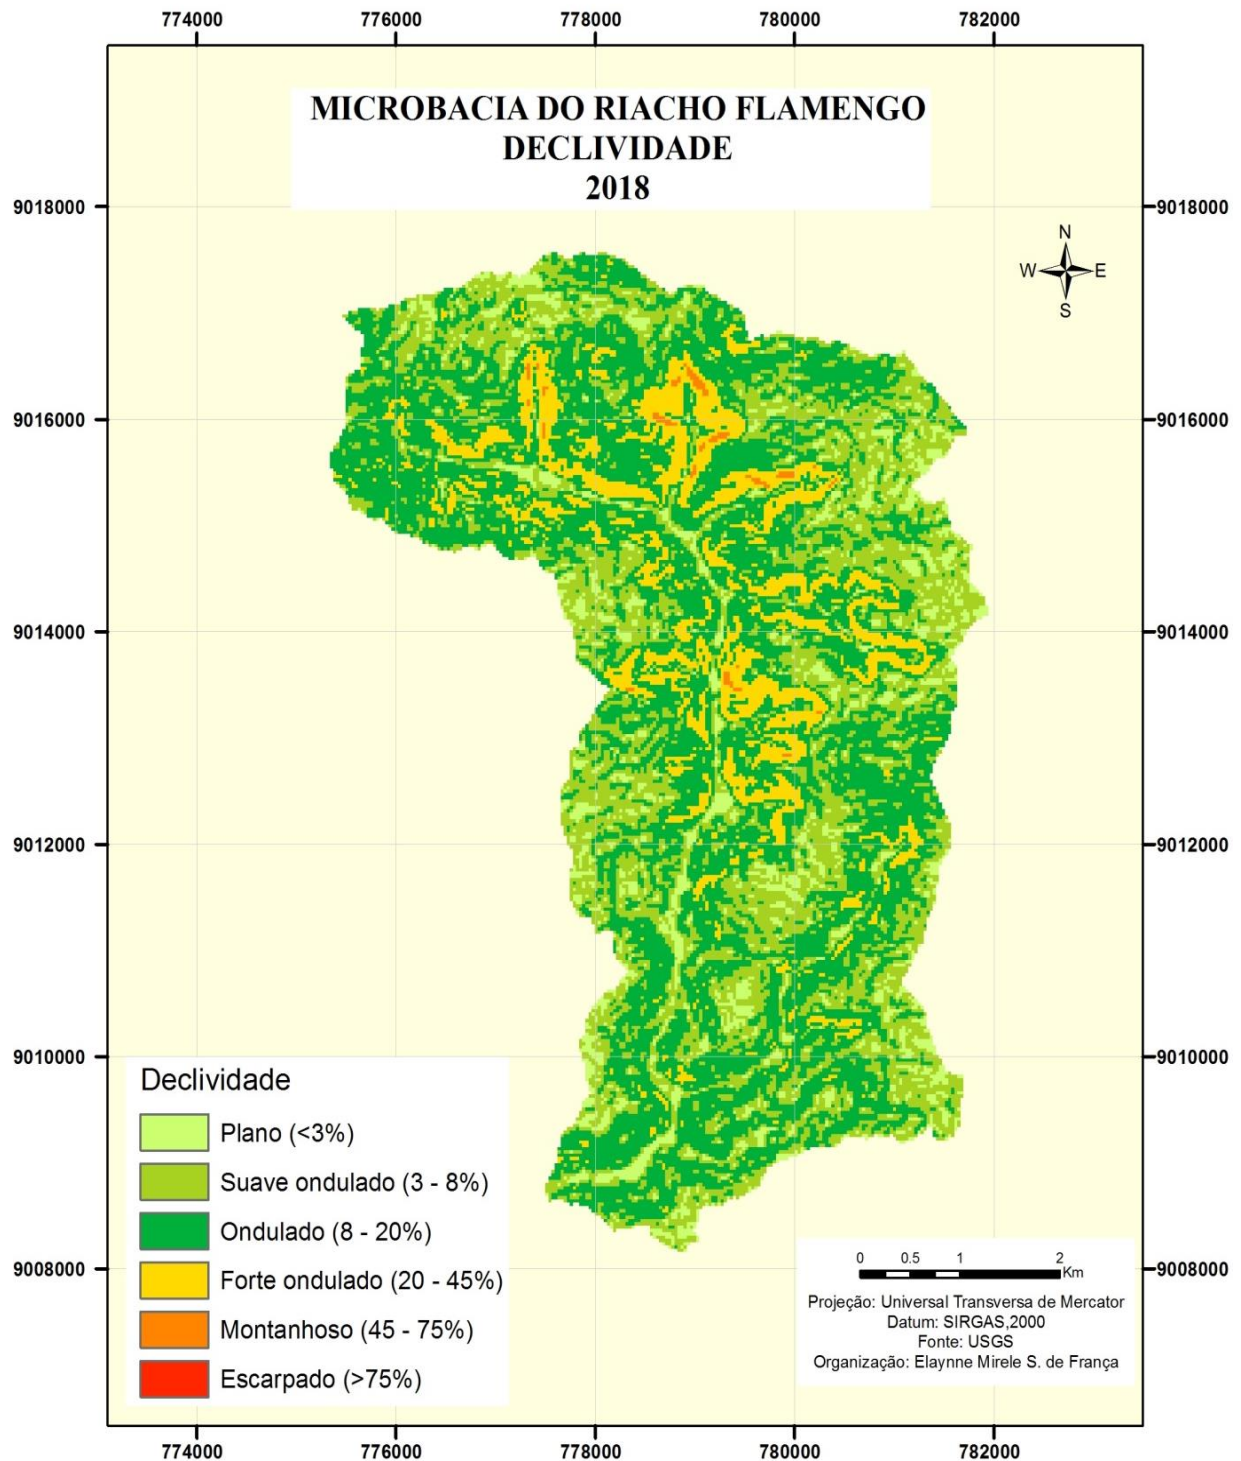 774000 776000 778000 780000 782000
MICROBACIA DO RIACHO FLAMENGO
DECLIVIDADE
2018
9018000 9018000
N
W E
S
9016000 9016000
9014000 9014000
9012000 9012000
9010000 9010000
Declividade
Plano (<3%)
Suave ondulado (3 - 8%)
Ondulado (8 - 20%)
Forte ondulado (20 - 45%)
Montanhoso (45 - 75%)
Escarpado (>75%)
9008000 9008000
0 0.5 1 2
Km
Projeção: Universal Transversa de Mercator
Datum: SIRGAS,2000
Fonte: USGS
Organização: Elaynne Mirele S. de França
774000 776000 778000 780000 782000